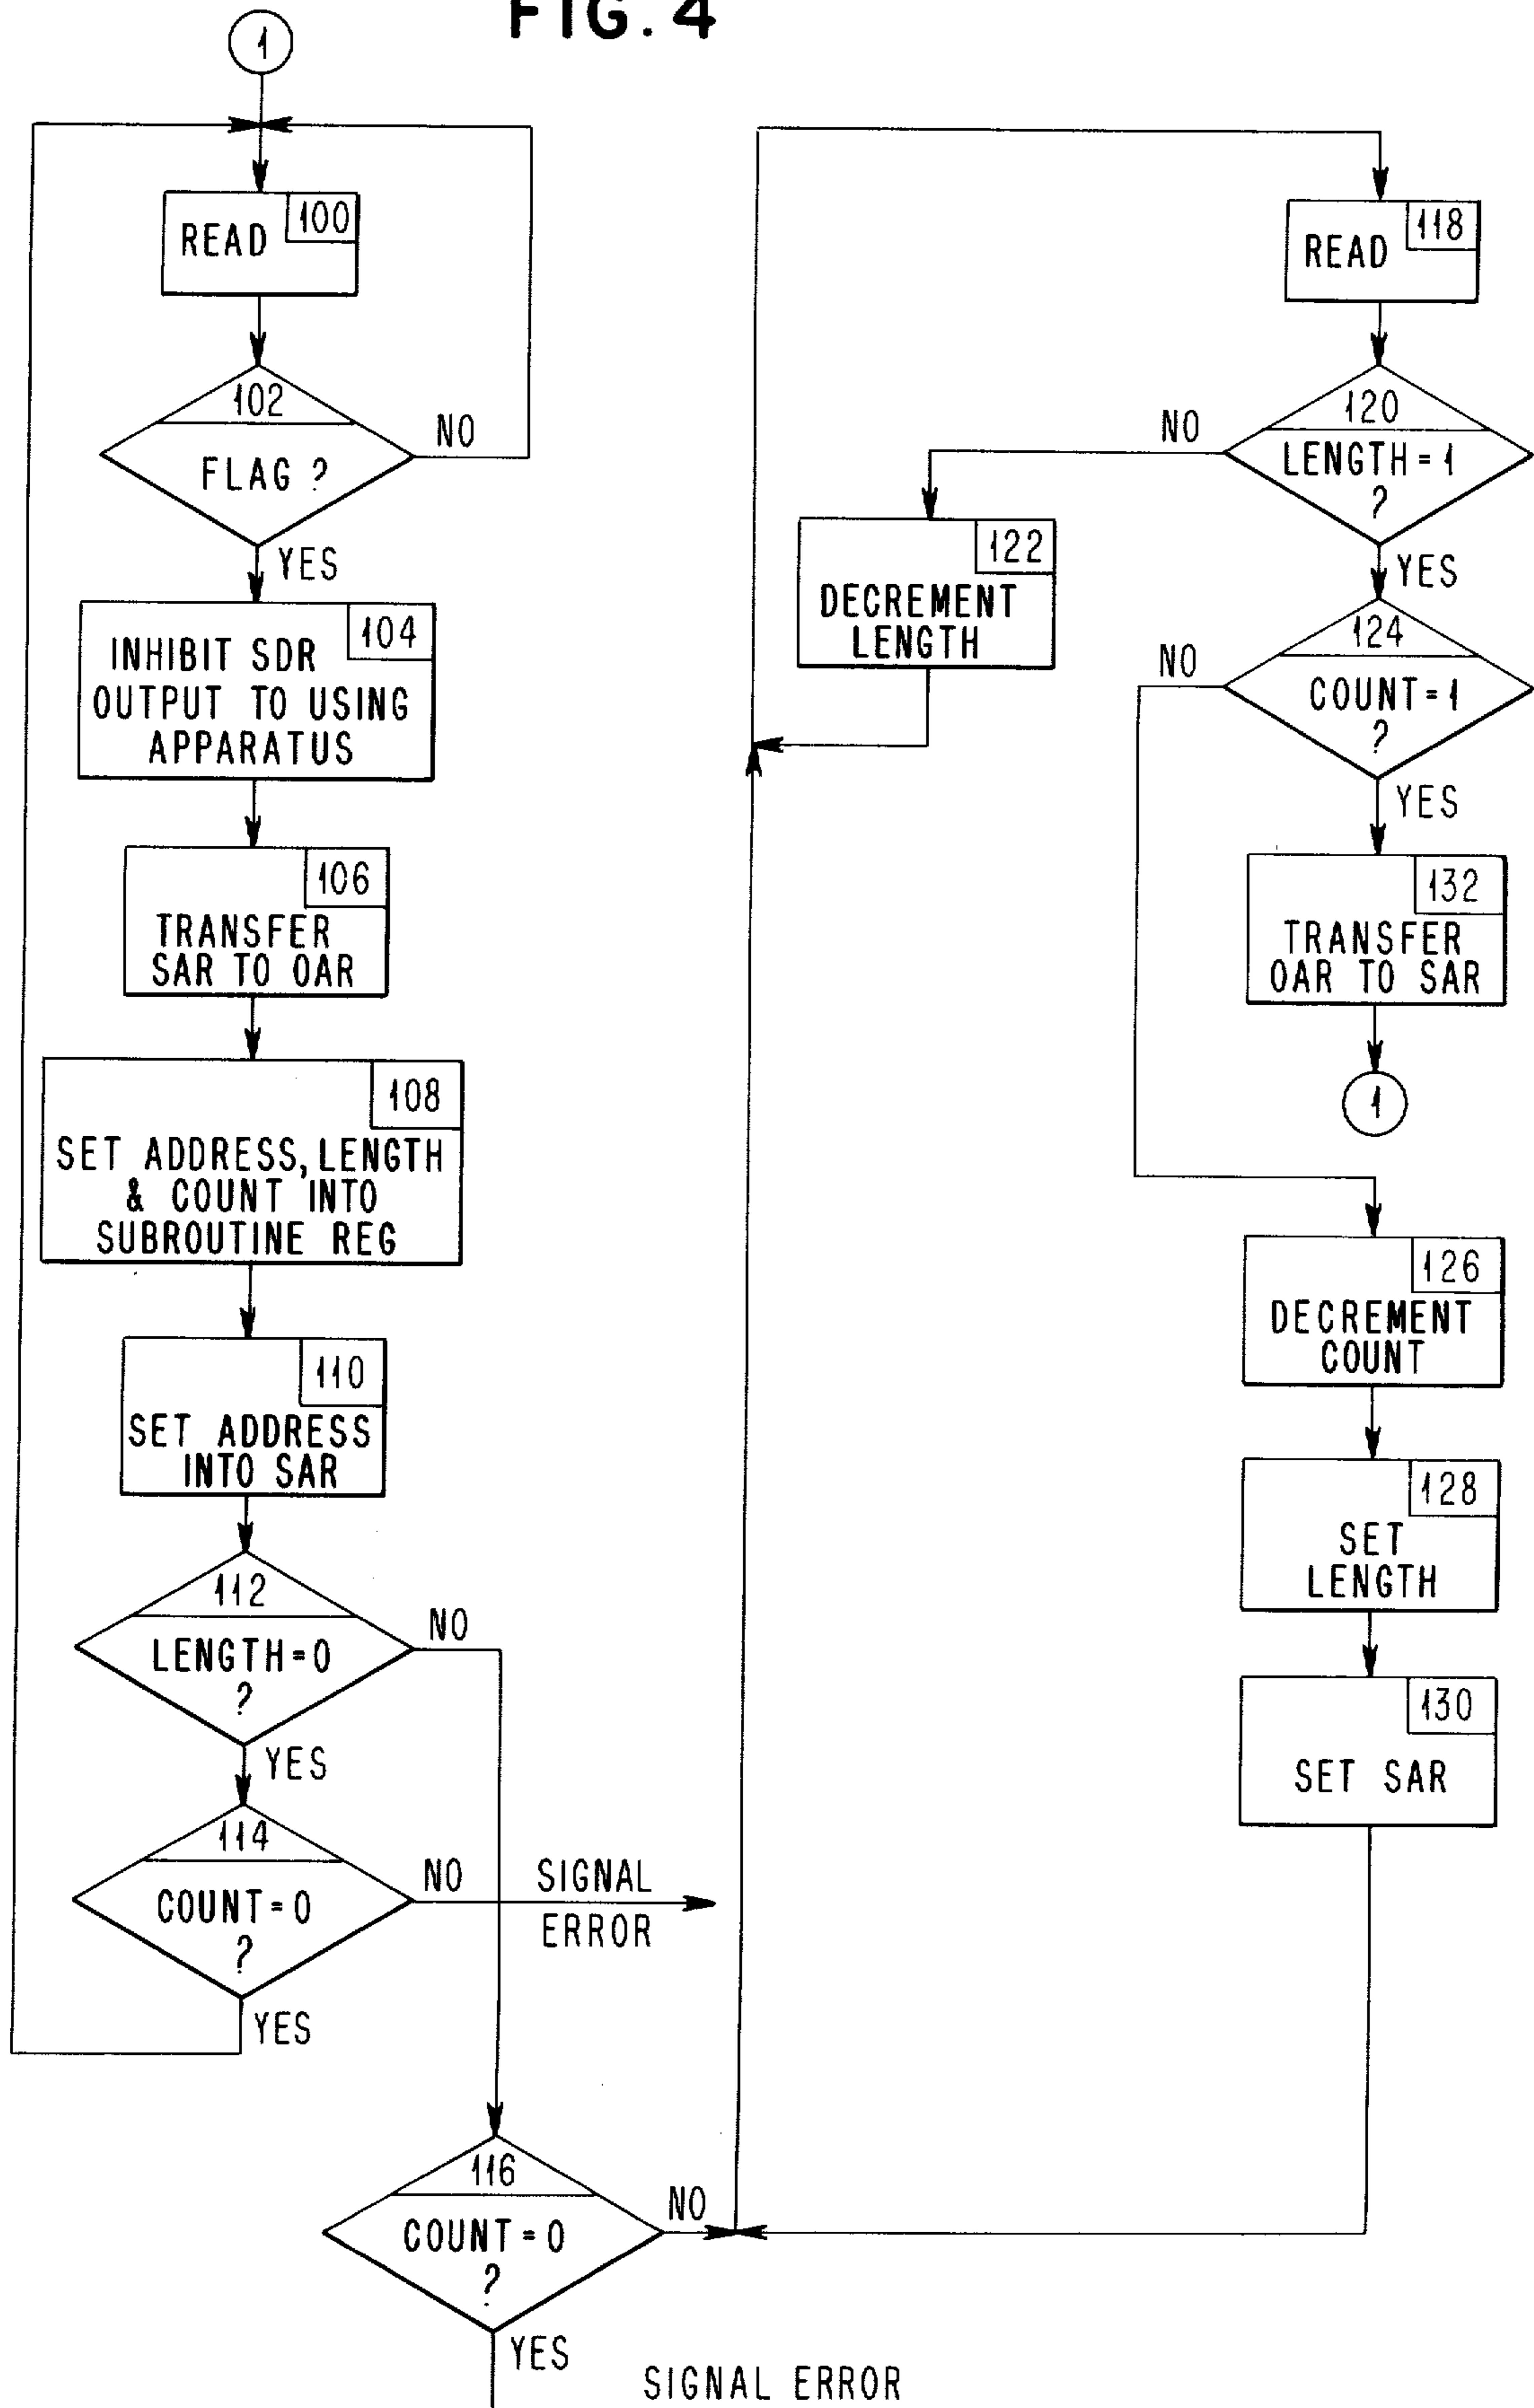 FIG. 4
1
100
READ
102
FLAG ?
NO
YES
104
INHIBIT SDR
OUTPUT TO USING
APPARATUS
106
TRANSFER
SAR TO OAR
108
SET ADDRESS, LENGTH
& COUNT INTO
SUBROUTINE REG
110
SET ADDRESS
INTO SAR
112
LENGTH = 0
?
NO
YES
114
COUNT = 0
?
NO
SIGNAL
ERROR
YES
116
COUNT = 0
?
NO
YES
SIGNAL ERROR
118
READ
120
LENGTH = 1
?
NO
YES
122
DECREMENT
LENGTH
124
COUNT = 1
?
NO
YES
132
TRANSFER
OAR TO SAR
1
126
DECREMENT
COUNT
128
SET
LENGTH
130
SET SAR